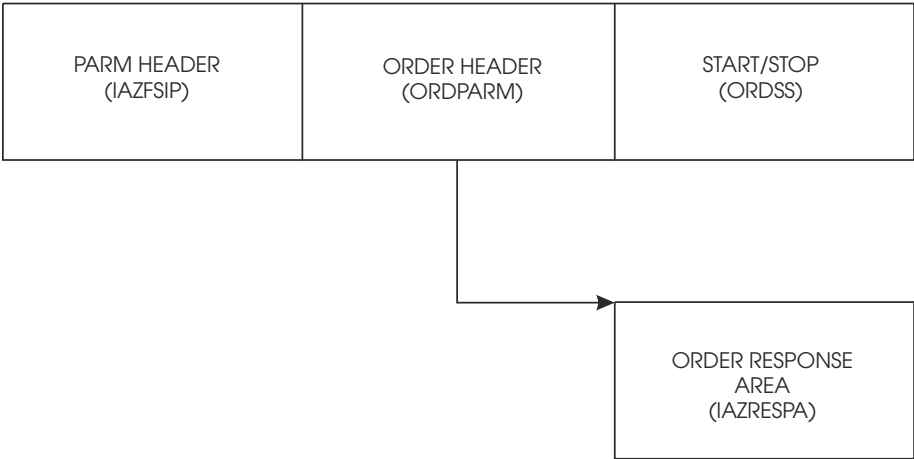 PARM HEADER
(IAZFSIP)
ORDER HEADER
(ORDPARM)
START/STOP
(ORDSS)
ORDER RESPONSE
AREA
(IAZRESPA)